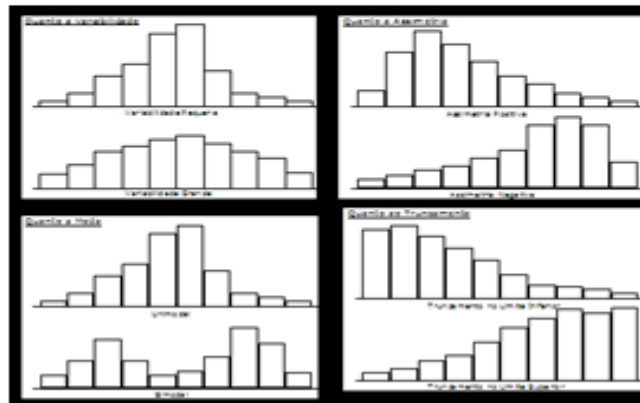 Quanto a Variabilidade
Variabilidade Pequena
Variabilidade Grande
Quanto a Assimetria
Assimetria Positiva
Assimetria Negativa
Quanto a Moda
Unimodal
Bimodal
Quanto ao Truncamento
Truncamento no Limite Inferior
Truncamento no Limite Superior